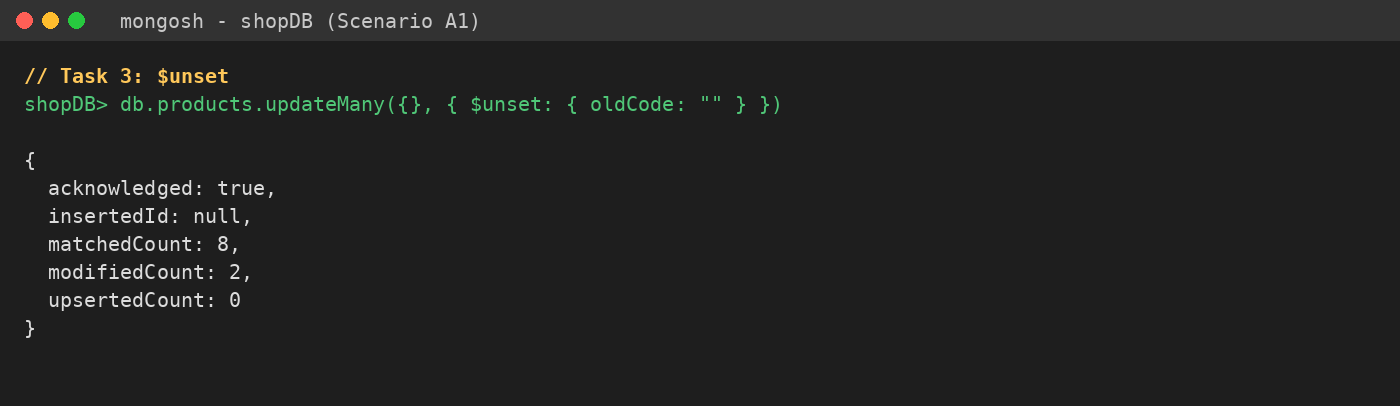 mongosh - shopDB (Scenario A1)
// Task 3: $unset
shopDB> db.products.updateMany({}, { $unset: { oldCode: "" } })
{
  acknowledged: true,
  insertedId: null,
  matchedCount: 8,
  modifiedCount: 2,
  upsertedCount: 0
}